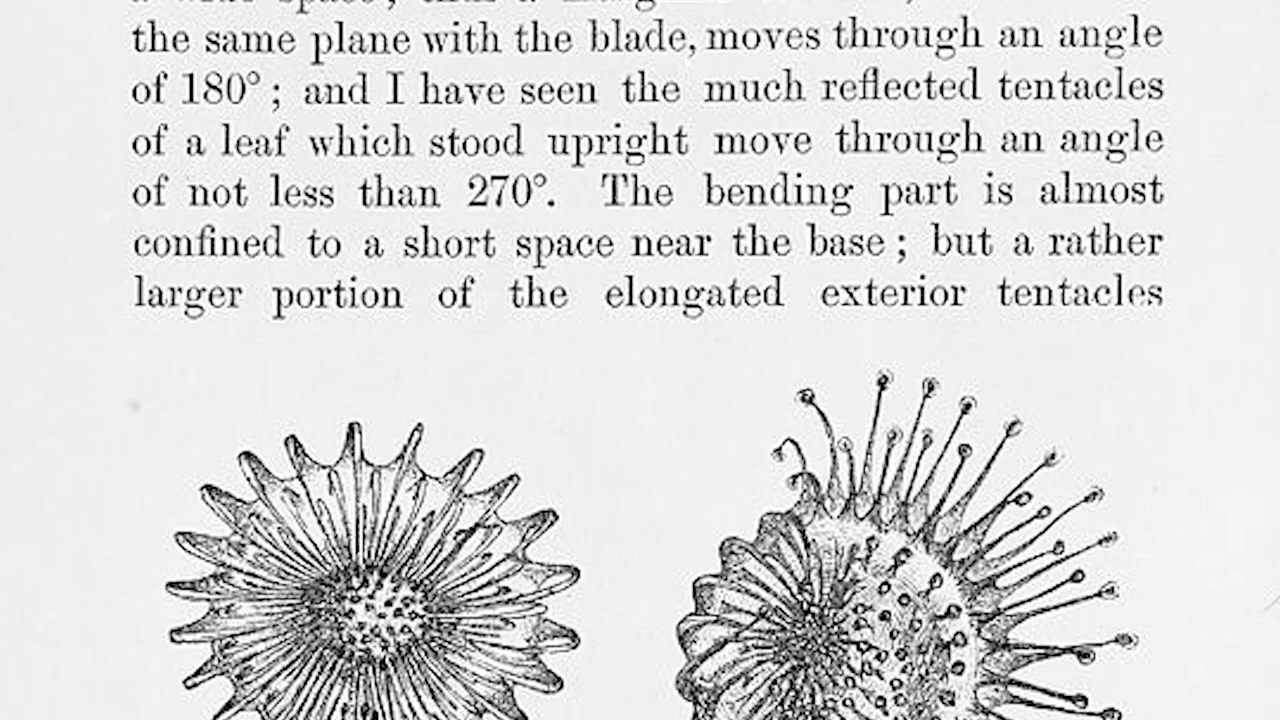 the same plane with the blade, moves through an angle
of 180°; and I have seen the much reflected tentacles
of a leaf which stood upright move through an angle
of not less than 270°. The bending part is almost
confined to a short space near the base; but a rather
larger portion of the elongated exterior tentacles